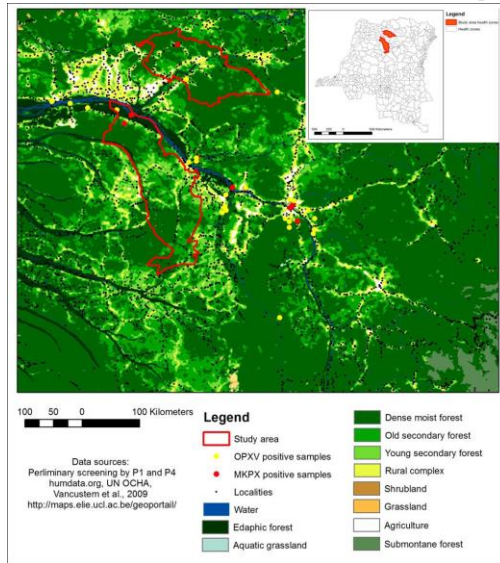 Legend
Study area health zones
Health zones
100 Kilometers
100 50 0 100 Kilometers
Data sources:
Perliminary screening by P1 and P4
humdata.org, UN OCHA,
Vancustem et al., 2009
http://maps.elie.ucl.ac.be/geoportail/
Legend
Study area
OPXV positive samples
MKPX positive samples
Localities
Water
Edaphic forest
Aquatic grassland
Dense moist forest
Old secondary forest
Young secondary forest
Rural complex
Shrubland
Grassland
Agriculture
Submontane forest